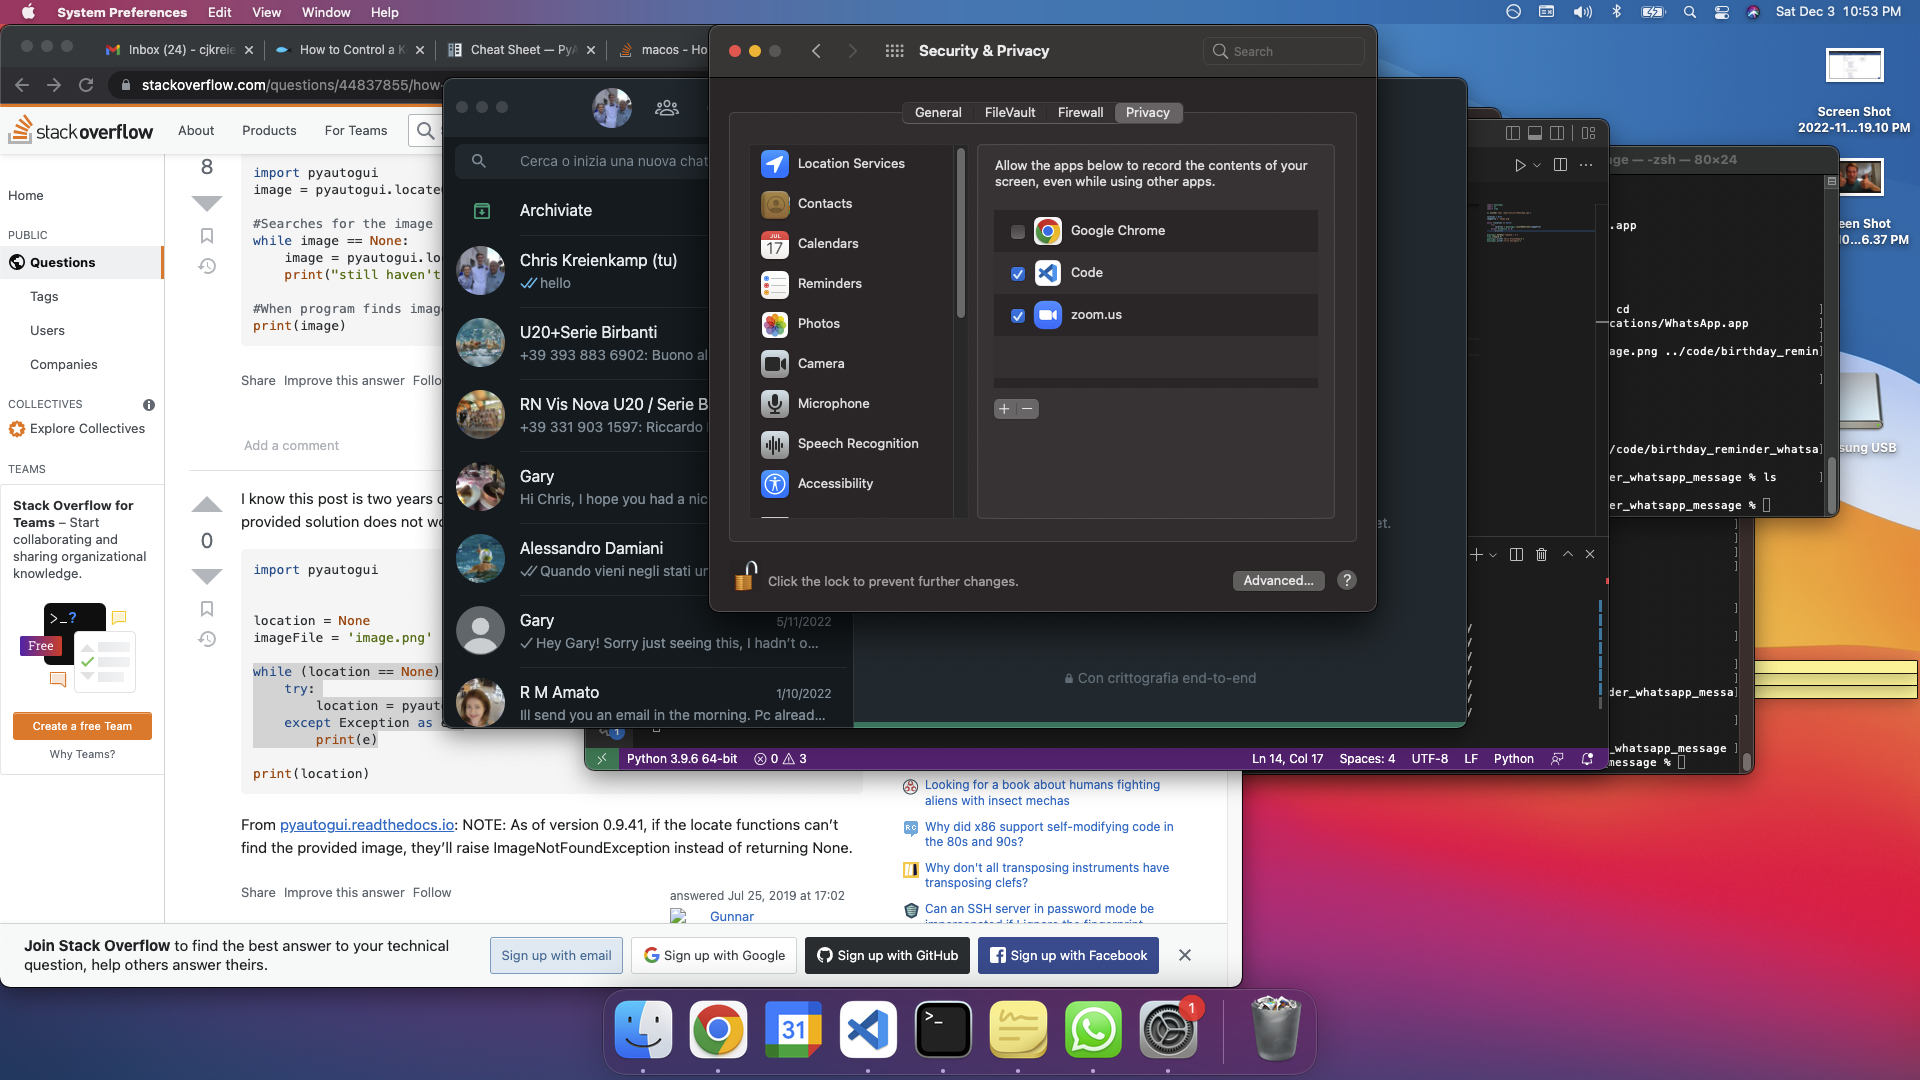 System Preferences Edit View Window Help
Sat Dec 3 10:53 PM
Inbox (24) - cjkreie
How to Control a K
Cheat Sheet — PyA
macos - Ho
stackoverflow.com/questions/44837855/how-
stackoverflow
About
Products
For Teams
Home
PUBLIC
Questions
Tags
Users
Companies
COLLECTIVES
Explore Collectives
TEAMS
Stack Overflow for
Teams – Start
collaborating and
sharing organizational
knowledge.
>_?
Free
Create a free Team
Why Teams?
8
import pyautogui
image = pyautogui.locate
#Searches for the image
while image == None:
image = pyautogui.lo
print("still haven't
#When program finds imag
print(image)
Share Improve this answer Follo
Add a comment
I know this post is two years o
provided solution does not wo
0
import pyautogui
location = None
imageFile = 'image.png'
while (location == None)
try:
location = pyaut
except Exception as
print(e)
print(location)
From pyautogui.readthedocs.io: NOTE: As of version 0.9.41, if the locate functions can't
find the provided image, they'll raise ImageNotFoundException instead of returning None.
Share Improve this answer Follow
answered Jul 25, 2019 at 17:02
Gunnar
Looking for a book about humans fighting
aliens with insect mechas
Why did x86 support self-modifying code in
the 80s and 90s?
Why don't all transposing instruments have
transposing clefs?
Can an SSH server in password mode be
impersonated if I ignore the fingerprint
Join Stack Overflow to find the best answer to your technical
question, help others answer theirs.
Sign up with email
Sign up with Google
Sign up with GitHub
Sign up with Facebook
Cerca o inizia una nuova chat
Archiviate
Chris Kreienkamp (tu)
hello
U20+Serie Birbanti
+39 393 883 6902: Buono al
RN Vis Nova U20 / Serie B
+39 331 903 1597: Riccardo
Gary
Hi Chris, I hope you had a nic
Alessandro Damiani
Quando vieni negli stati un
Gary
5/11/2022
Hey Gary! Sorry just seeing this, I hadn't o...
R M Amato
1/10/2022
Ill send you an email in the morning. Pc alread...
et.
Con crittografia end-to-end
Security & Privacy
Search
General
FileVault
Firewall
Privacy
Location Services
Contacts
JUL
17
Calendars
Reminders
Photos
Camera
Microphone
Speech Recognition
Accessibility
Allow the apps below to record the contents of your
screen, even while using other apps.
Google Chrome
Code
zoom.us
+ −
Click the lock to prevent further changes.
Advanced...
?
1
Python 3.9.6 64-bit
0
3
Ln 14, Col 17
Spaces: 4
UTF-8
LF
Python
ge — -zsh — 80×24
.app
cd
cations/WhatsApp.app
age.png ../code/birthday_remin
/code/birthday_reminder_whatsa
er_whatsapp_message % ls
er_whatsapp_message %
der_whatsapp_messa
_whatsapp_message
message %
Screen Shot
2022-11...19.10 PM
een Shot
10...6.37 PM
sung USB
31
>_
1